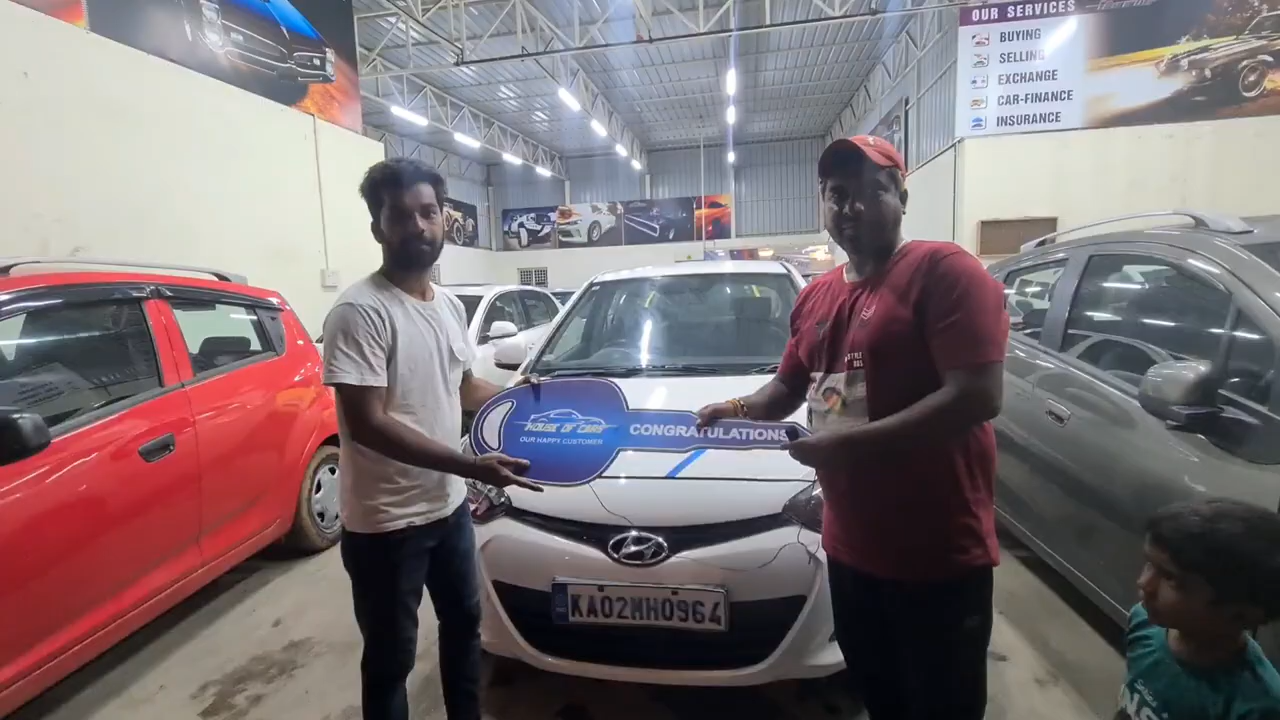 OUR SERVICES
BUYING
SELLING
EXCHANGE
CAR-FINANCE
INSURANCE
HOUSE OF CARS
OUR HAPPY CUSTOMER
CONGRATULATIONS
KA02MH0964